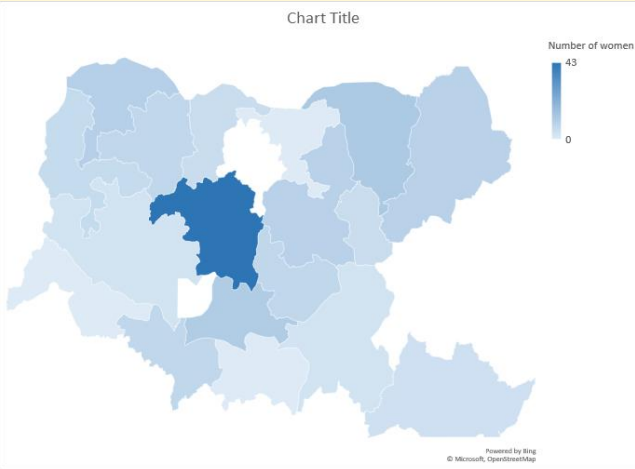 Chart Title
Number of women
43
0
Powered by Bing
© Microsoft, OpenStreetMap